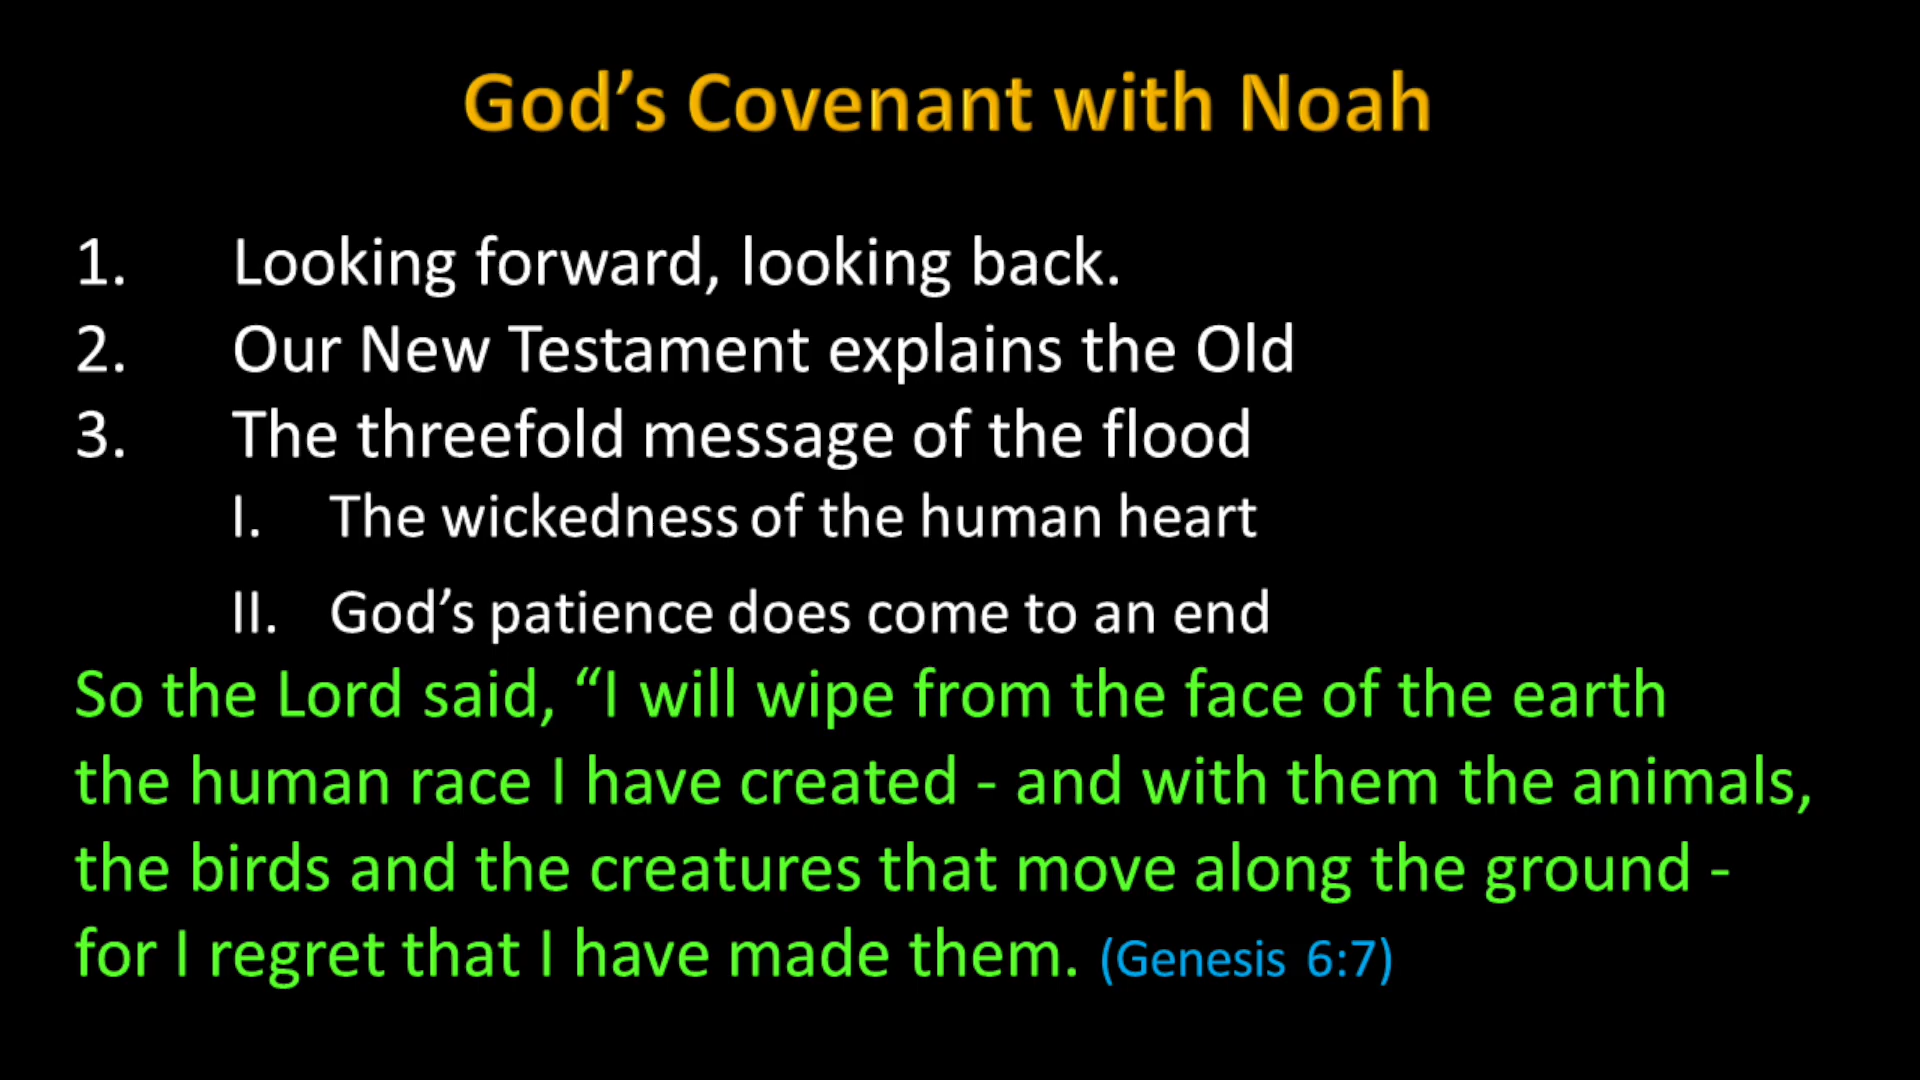 God’s Covenant with Noah
1. Looking forward, looking back.
2. Our New Testament explains the Old
3. The threefold message of the flood
I. The wickedness of the human heart
II. God’s patience does come to an end
So the Lord said, “I will wipe from the face of the earth
the human race I have created - and with them the animals,
the birds and the creatures that move along the ground -
for I regret that I have made them. (Genesis 6:7)